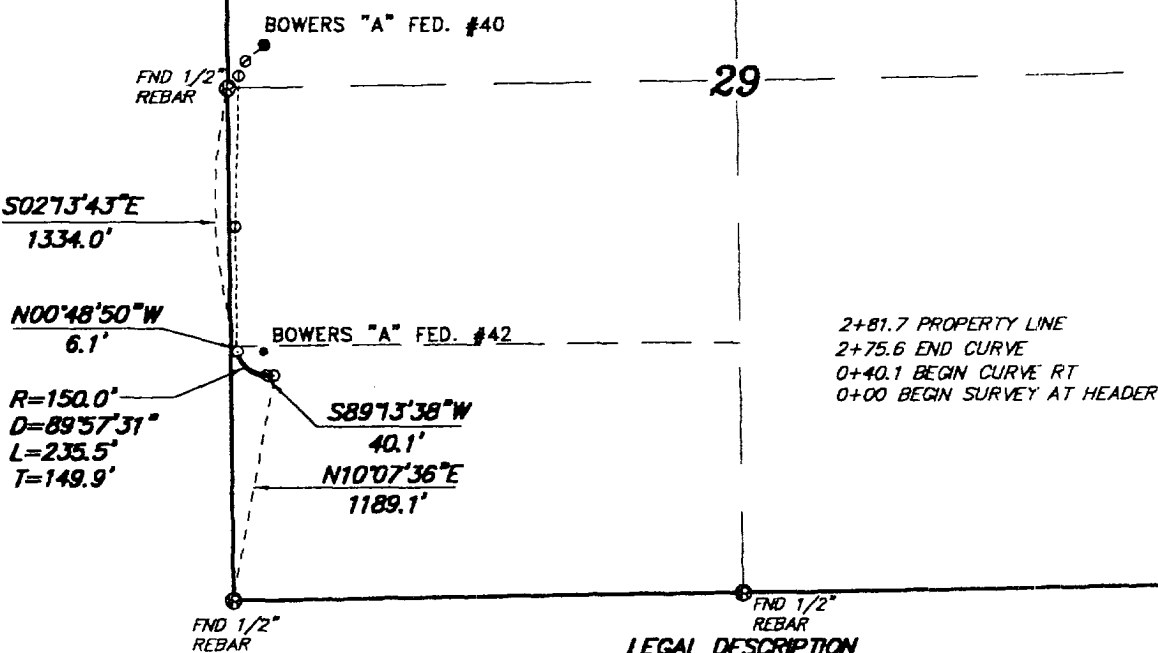 BOWERS "A" FED. #40
FND 1/2"
REBAR
29
S02°13'43"E
1334.0'
N00°48'50"W
6.1'
BOWERS "A" FED. #42
2+81.7 PROPERTY LINE
2+75.6 END CURVE
0+40.1 BEGIN CURVE RT
0+00 BEGIN SURVEY AT HEADER
R=150.0'
D=89°57'31"
L=235.5'
T=149.9'
S89°13'38"W
40.1'
N10°07'36"E
1189.1'
FND 1/2"
REBAR
FND 1/2"
REBAR
LEGAL DESCRIPTION